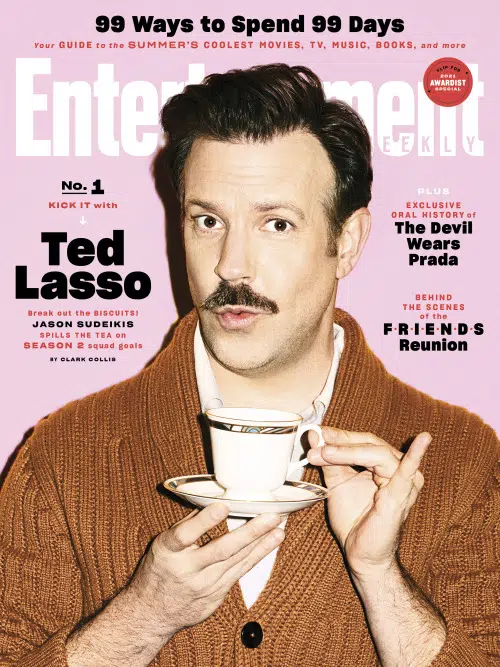 99 Ways to Spend 99 Days
Your GUIDE to the SUMMER'S COOLEST MOVIES, TV, MUSIC, BOOKS, and more
FLIP FOR
2021
AWARDIST
SPECIAL
Entertainment
WEEKLY
No. 1
KICK IT with
↓
Ted
Lasso
Break out the BISCUITS!
JASON SUDEIKIS
SPILLS THE TEA on
SEASON 2 squad goals
BY CLARK COLLIS
PLUS
EXCLUSIVE
ORAL HISTORY of
The Devil
Wears
Prada
BEHIND
THE SCENES
of the
F·R·I·E·N·D·S
Reunion